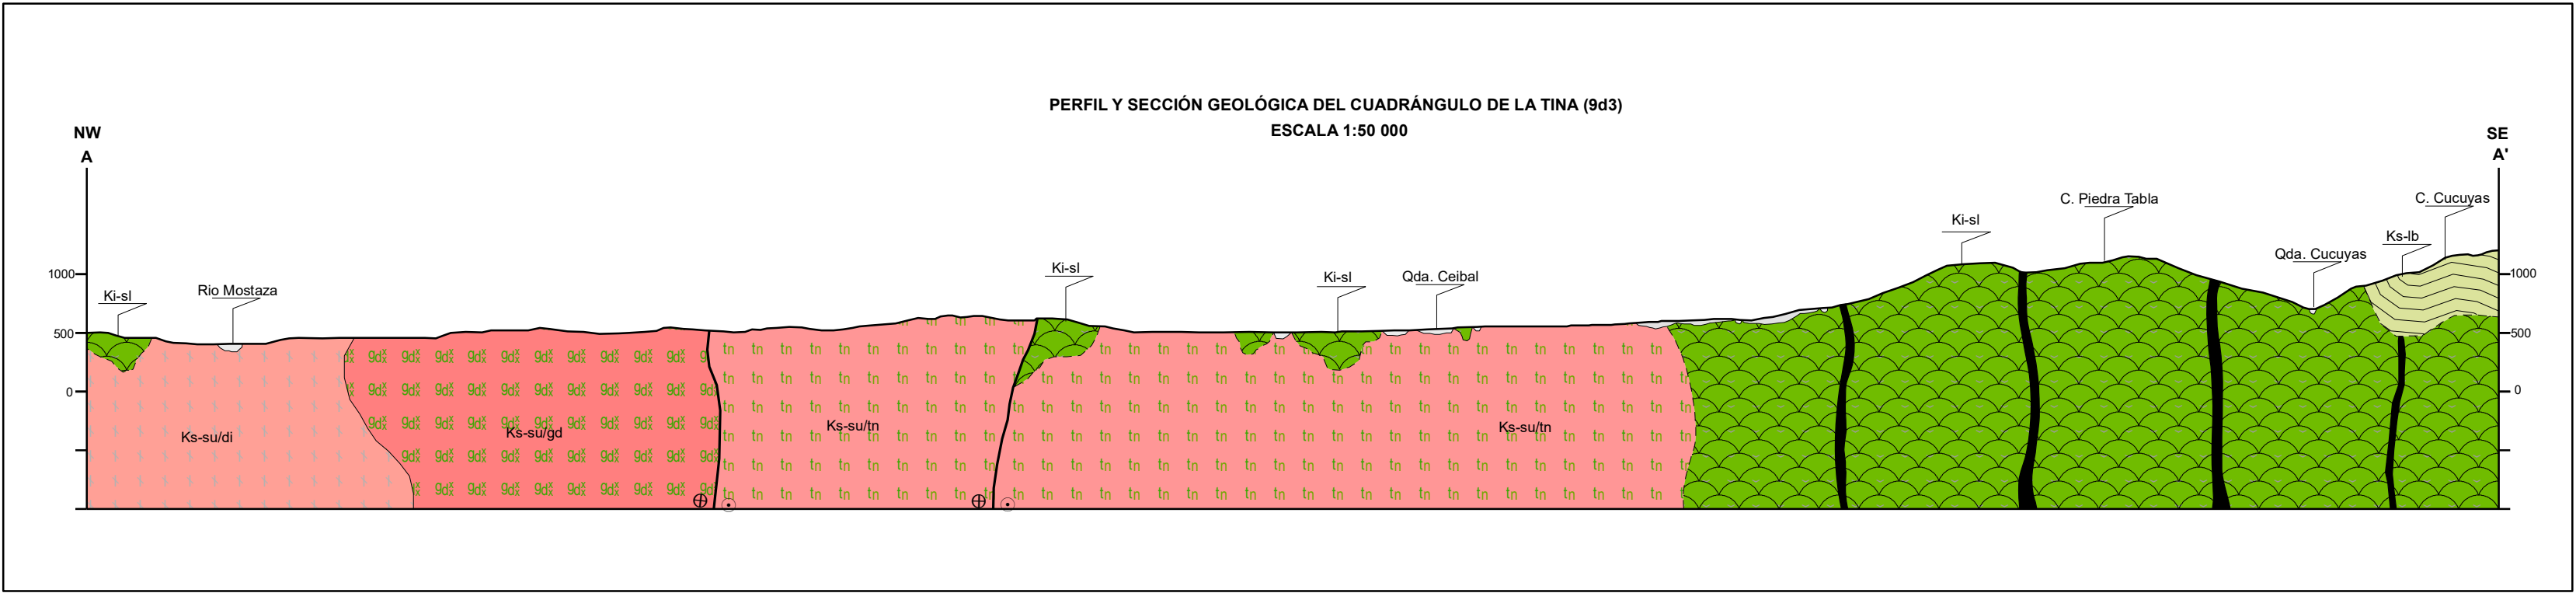 PERFIL Y SECCIÓN GEOLÓGICA DEL CUADRÁNGULO DE LA TINA (9d3)
ESCALA 1:50 000
NW
A
SE
A'
C. Piedra Tabla
C. Cucuyas
Ki-sl
Ks-lb
Qda. Cucuyas
Ki-sl
Ki-sl
Qda. Ceibal
Rio Mostaza
Ki-sl
1000
1000
500
500
0
0
Ks-su/di
Ks-su/gd
Ks-su/tn
Ks-su/tn